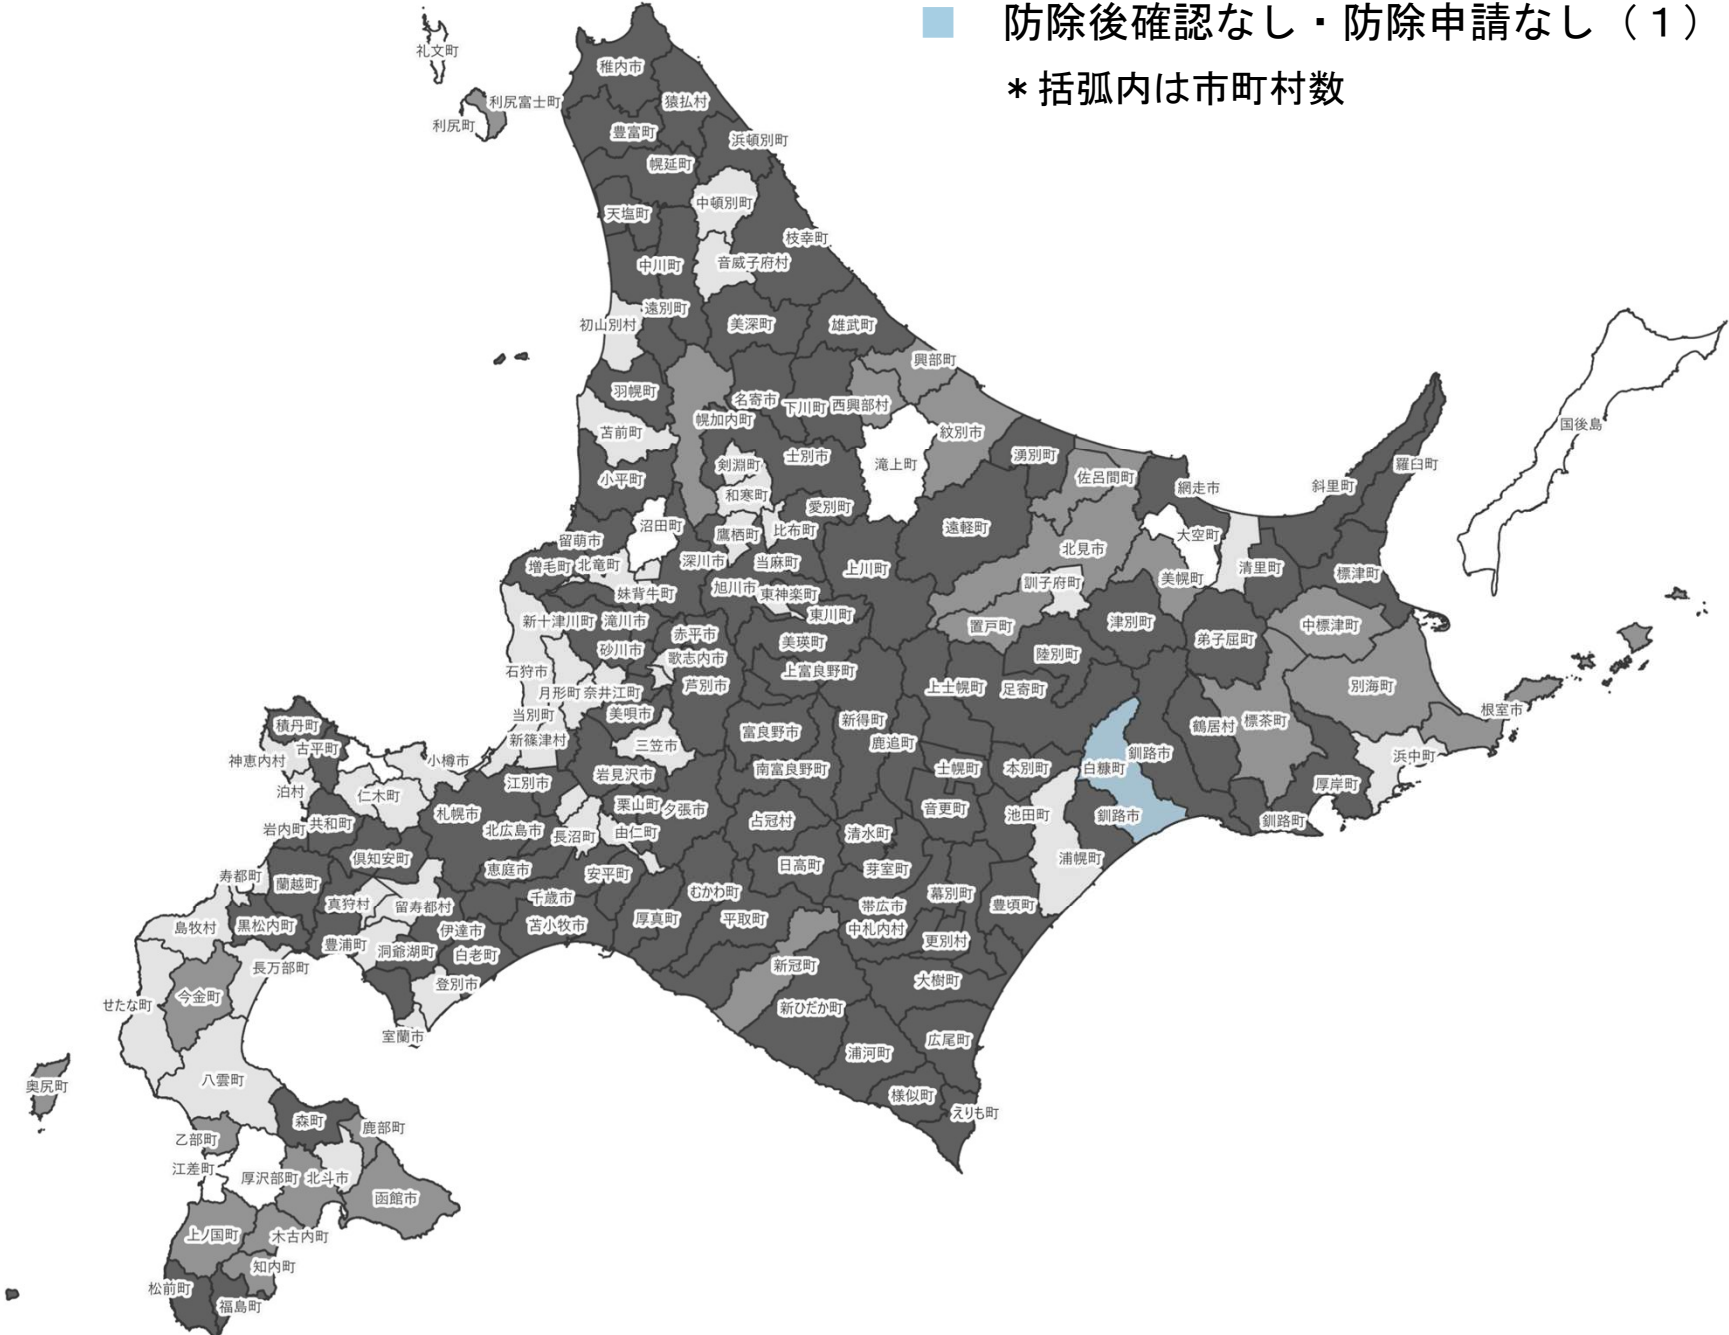 防除後確認なし・防除申請なし（１）
＊括弧内は市町村数
礼文町
稚内市
利尻富士町
猿払村
利尻町
豊富町
浜頓別町
幌延町
中頓別町
天塩町
枝幸町
中川町
音威子府村
遠別町
初山別村
美深町
雄武町
興部町
羽幌町
名寄市
下川町
西興部村
幌加内町
国後島
苫前町
紋別市
滝上町
湧別町
士別市
剣淵町
羅臼町
小平町
佐呂間町
網走市
斜里町
和寒町
愛別町
沼田町
遠軽町
鷹栖町
比布町
大空町
留萌市
北見市
深川市
当麻町
増毛町
北竜町
上川町
清里町
標津町
訓子府町
美幌町
旭川市
東神楽町
妹背牛町
東川町
新十津川町
滝川市
置戸町
津別町
中標津町
赤平市
美瑛町
弟子屈町
砂川市
陸別町
歌志内市
石狩市
上富良野町
芦別市
月形町
奈井江町
上士幌町
足寄町
別海町
当別町
美唄市
根室市
積丹町
新得町
標茶町
鶴居村
富良野市
新篠津村
三笠市
鹿追町
古平町
神恵内村
小樽市
釧路市
浜中町
白糠町
南富良野町
士幌町
本別町
岩見沢市
江別市
厚岸町
泊村
仁木町
栗山町
夕張市
音更町
池田町
釧路市
釧路町
札幌市
占冠村
岩内町
共和町
北広島市
長沼町
由仁町
清水町
倶知安町
浦幌町
日高町
芽室町
恵庭市
安平町
寿都町
蘭越町
むかわ町
幕別町
千歳市
真狩村
留寿都村
帯広市
豊頃町
厚真町
平取町
島牧村
黒松内町
苫小牧市
中札内村
伊達市
更別村
豊浦町
洞爺湖町
白老町
長万部町
新冠町
大樹町
登別市
今金町
せたな町
新ひだか町
室蘭市
広尾町
浦河町
八雲町
奥尻町
様似町
えりも町
森町
鹿部町
乙部町
江差町
厚沢部町
北斗市
函館市
上ノ国町
木古内町
知内町
松前町
福島町